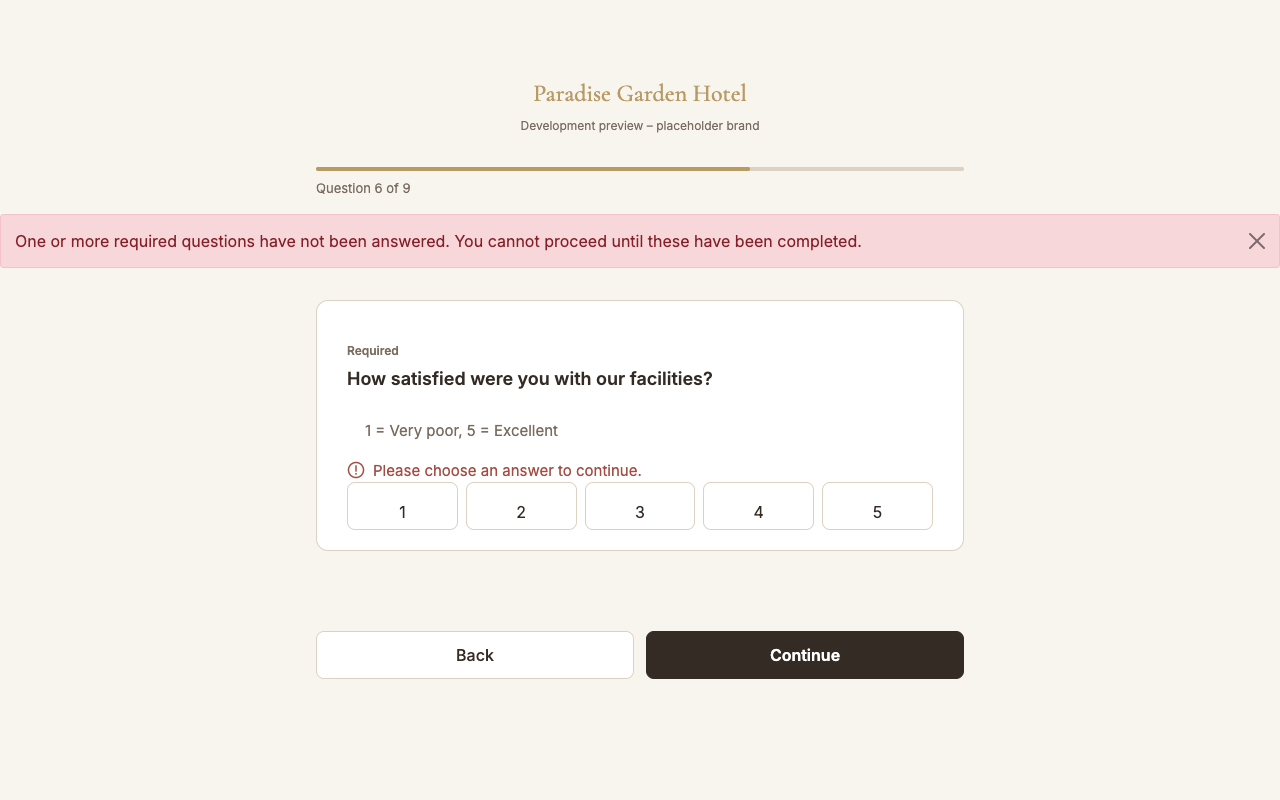 Paradise Garden Hotel
Development preview – placeholder brand
Question 6 of 9
One or more required questions have not been answered. You cannot proceed until these have been completed.
Required
How satisfied were you with our facilities?
1 = Very poor, 5 = Excellent
Please choose an answer to continue.
1 2 3 4 5
Back Continue